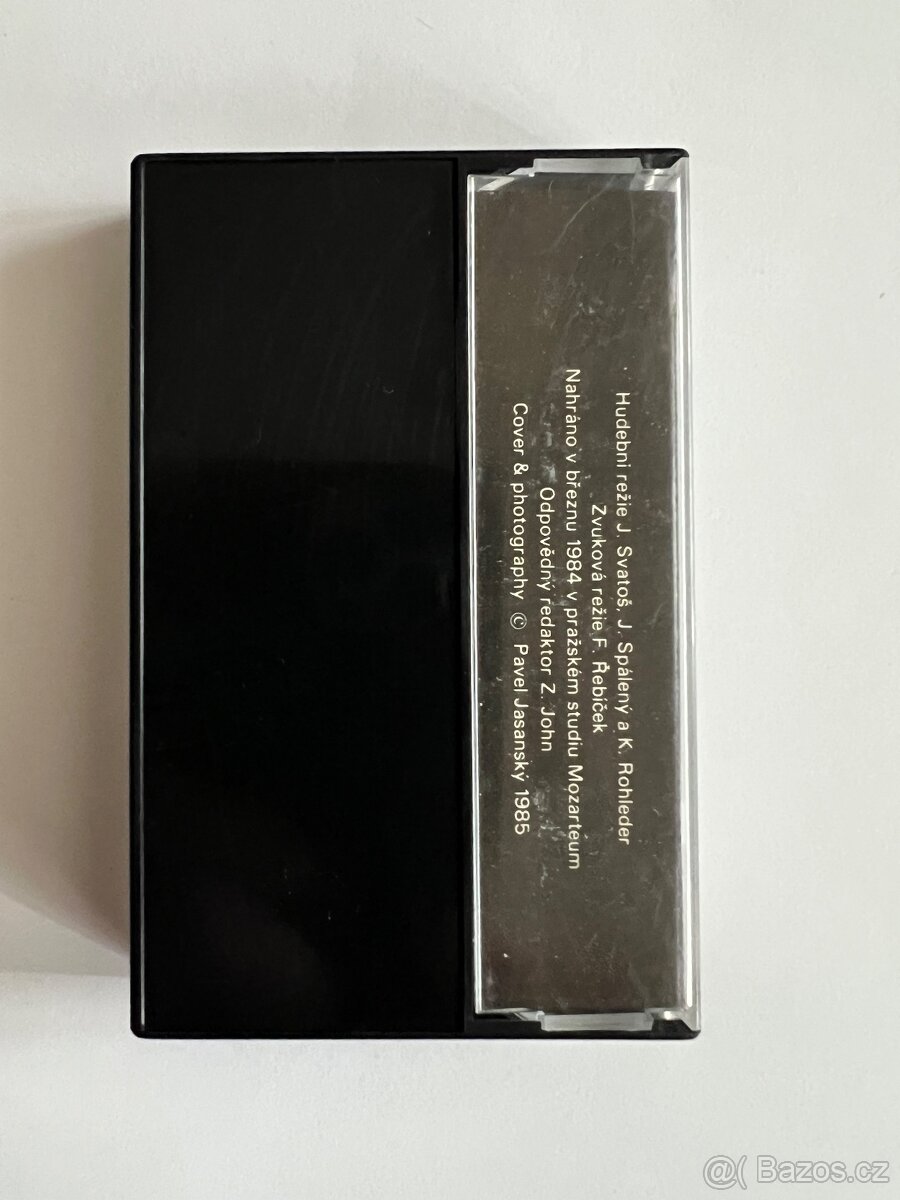 Hudební režie J. Svatoš, J. Spálený a K. Rohleder
Zvuková režie F. Řebíček
Nahráno v březnu 1984 v pražském studiu Mozarteum
Odpovědný redaktor Z. John
Cover & photography © Pavel Jasanský 1985
@( Bazos.cz